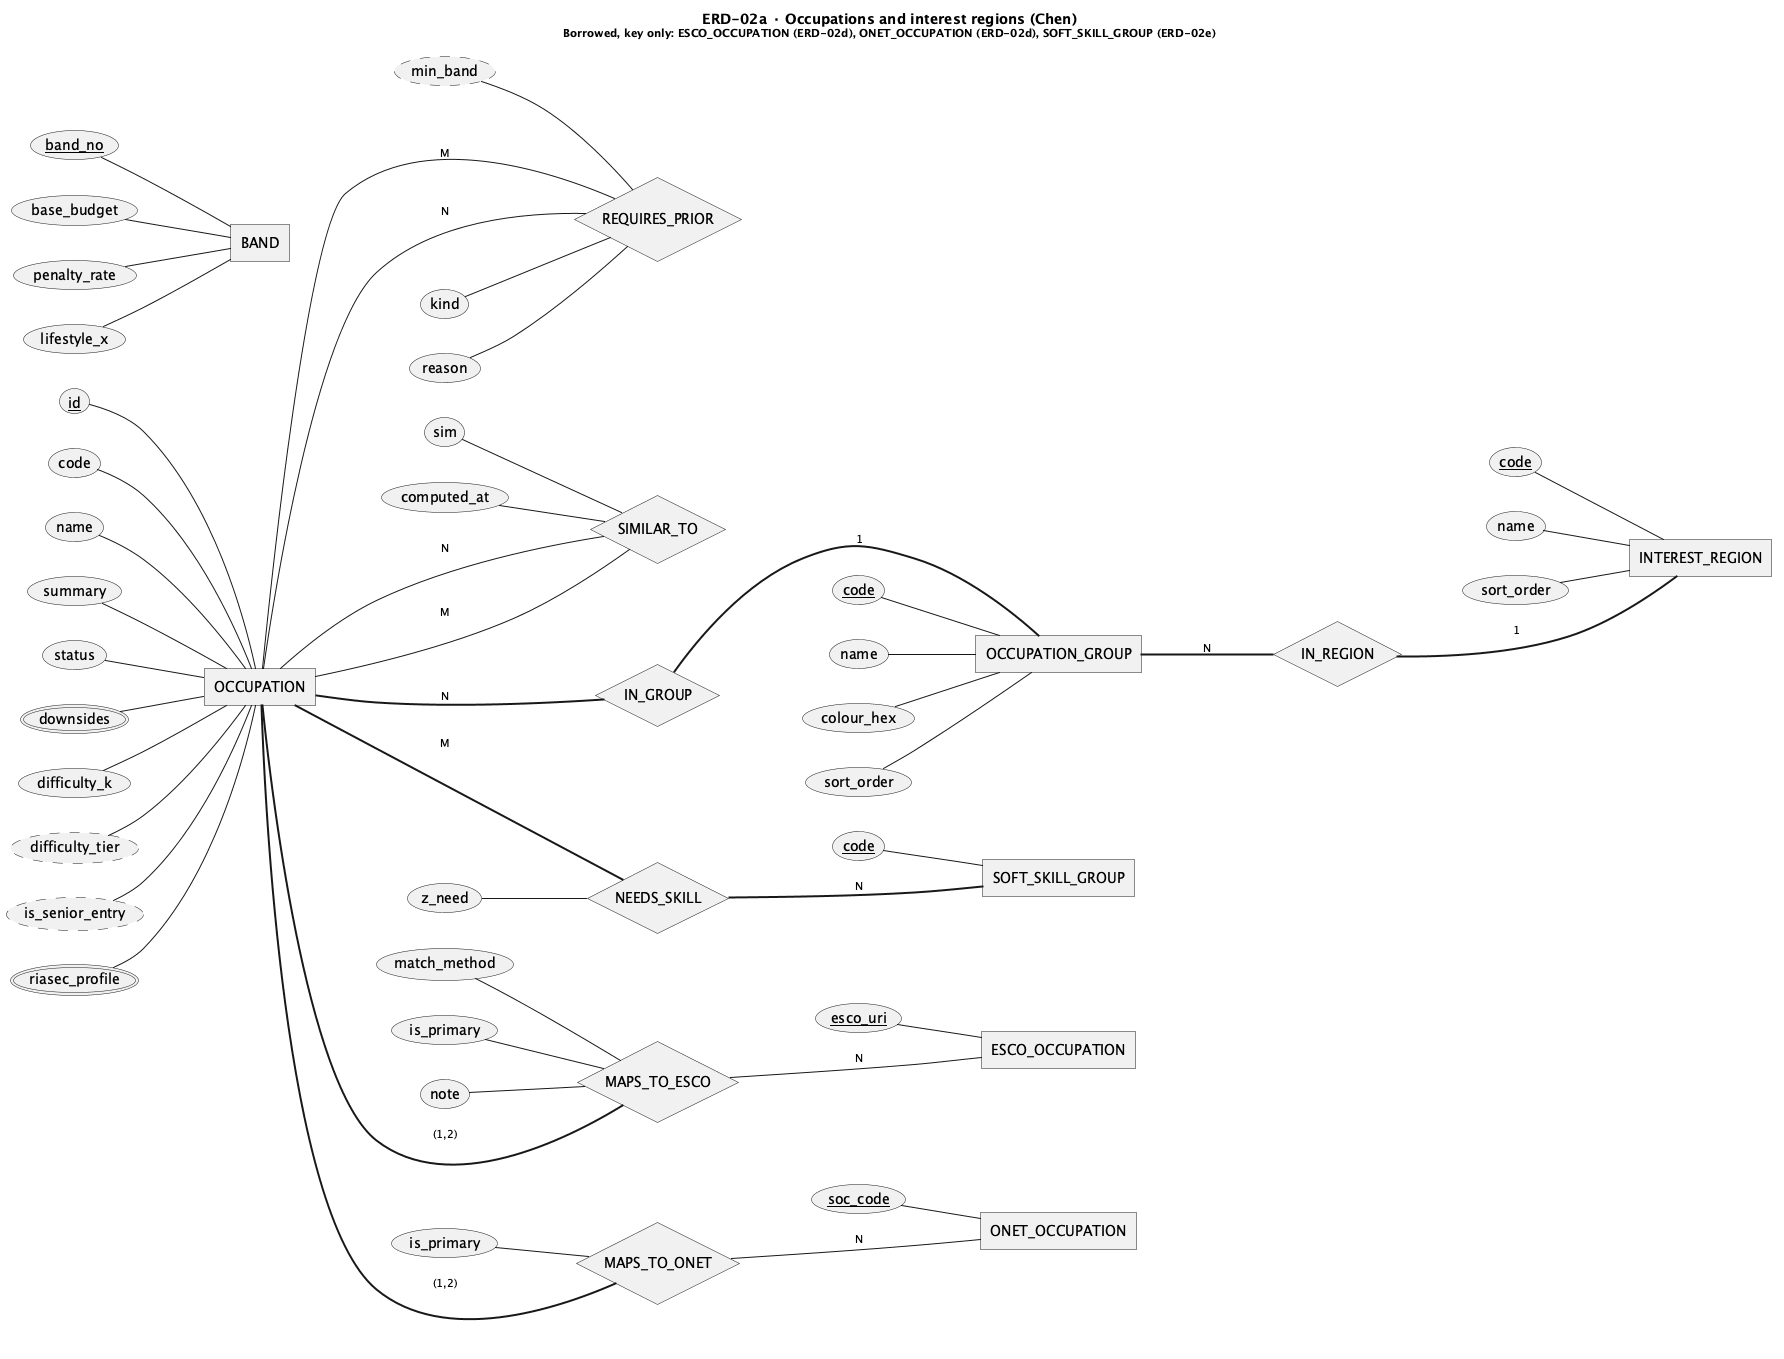 ERD-02a · Occupations and interest regions (Chen)
Borrowed, key only: ESCO_OCCUPATION (ERD-02d), ONET_OCCUPATION (ERD-02d), SOFT_SKILL_GROUP (ERD-02e)
min_band
band_no
base_budget
penalty_rate
lifestyle_x
BAND
M
N
REQUIRES_PRIOR
kind
reason
id
code
name
summary
status
downsides
difficulty_k
difficulty_tier
is_senior_entry
riasec_profile
OCCUPATION
sim
computed_at
SIMILAR_TO
N
M
N
IN_GROUP
1
code
name
colour_hex
sort_order
OCCUPATION_GROUP
N
IN_REGION
1
code
name
sort_order
INTEREST_REGION
M
z_need
NEEDS_SKILL
N
code
SOFT_SKILL_GROUP
match_method
is_primary
note
MAPS_TO_ESCO
(1,2)
N
esco_uri
ESCO_OCCUPATION
is_primary
MAPS_TO_ONET
(1,2)
N
soc_code
ONET_OCCUPATION